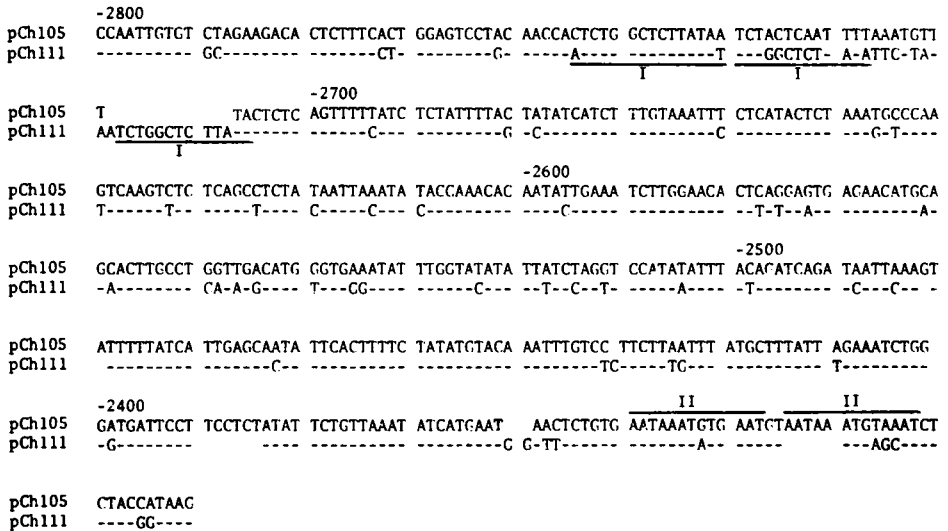 -2800
pCh105 CCAATTGTGT CTAGAAGACA CTCTTTCACT GGAGTCCTAC AACCACTCTG GCTCTTATAA TCTACTCAAT TTTAAATGTT
pCh111 ---------- GC-------- --------CT -----G---- ----A----- ---------T --GGCTCT-- A-ATTC-TA-
I I
-2700
pCh105 T TACTCTC AGTTTTTATC TCTATTTTAC TATATCATCT TTGTAAATTT CTCATACTCT AAATGCCCAA
pCh111 AATCTGGCTC TTA------- -----C---- --------G- C--------- --------C- ---------- --G-T-----
I
-2600
pCh105 GTCAAGTCTC TCAGCCTCTA TAATTAAATA TACCAAACAC AATATTGAAA TCTTGGAACA CTCAGGAGTG AGAACATGCA
pCh111 T------T-- -----T---- C-----C--- C--------- ----C----- ---------- --T-T--A-- --------A-
-2500
pCh105 GCACTTGCCT GGTTGACATG GGTGAAATAT TTGGTATATA TTATCTAGGT CCATATATTT ACAGATCAGA TAATTAAAGT
pCh111 -A-------- CA-A-G---- T---GG---- ------C--- --T-C--T-- -----A---- -T-------- C---C---
pCh105 ATTTTTATCA TTGAGCAATA TTCACTTTTC TATATGTACA AATTTGTCC TTCTTAATTT ATGCTTTATT AGAAATCTGG
pCh111 --------- -------C-- ---------- ---------- -------TC- ----TG--- ---------- T--------
-2400 II II
pCh105 GATGATTCCT TCCTCTATAT TCTGTTAAAT ATCATGAAT AACTCTGTG AATAAATGTG AATGTAATAA ATGTAAATCT
pCh111 -G-------- ------ ---------- ---------C G-TT----- ------A--- ---------- ---AGC----
pCh105 CTACCATAAG
pCh111 ----GG----